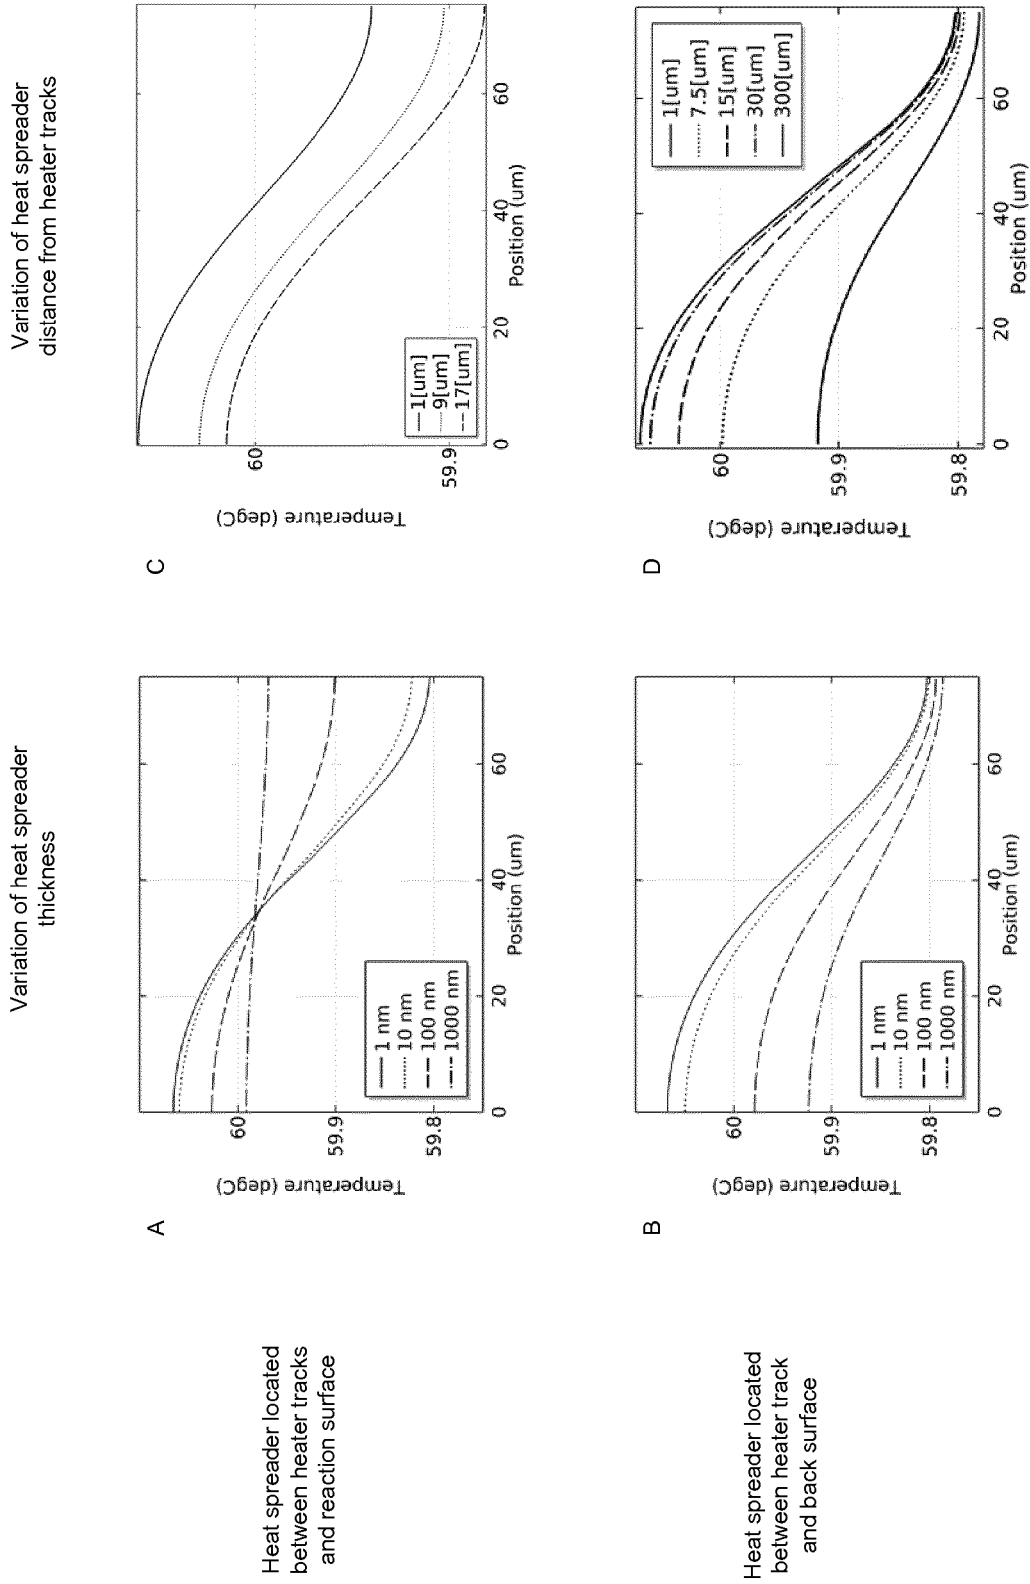 Variation of heat spreader
thickness
Variation of heat spreader
distance from heater tracks
Heat spreader located
between heater tracks
and reaction surface
A
Temperature (degC)
60
59.9
59.8
1 nm
10 nm
100 nm
1000 nm
0
20
40
60
Position (um)
C
Temperature (degC)
60
59.9
1[um]
9[um]
17[um]
0
20
40
60
Position (um)
Heat spreader located
between heater track
and back surface
B
Temperature (degC)
60
59.9
59.8
1 nm
10 nm
100 nm
1000 nm
0
20
40
60
Position (um)
D
Temperature (degC)
60
59.9
59.8
1[um]
7.5[um]
15[um]
30[um]
300[um]
0
20
40
60
Position (um)